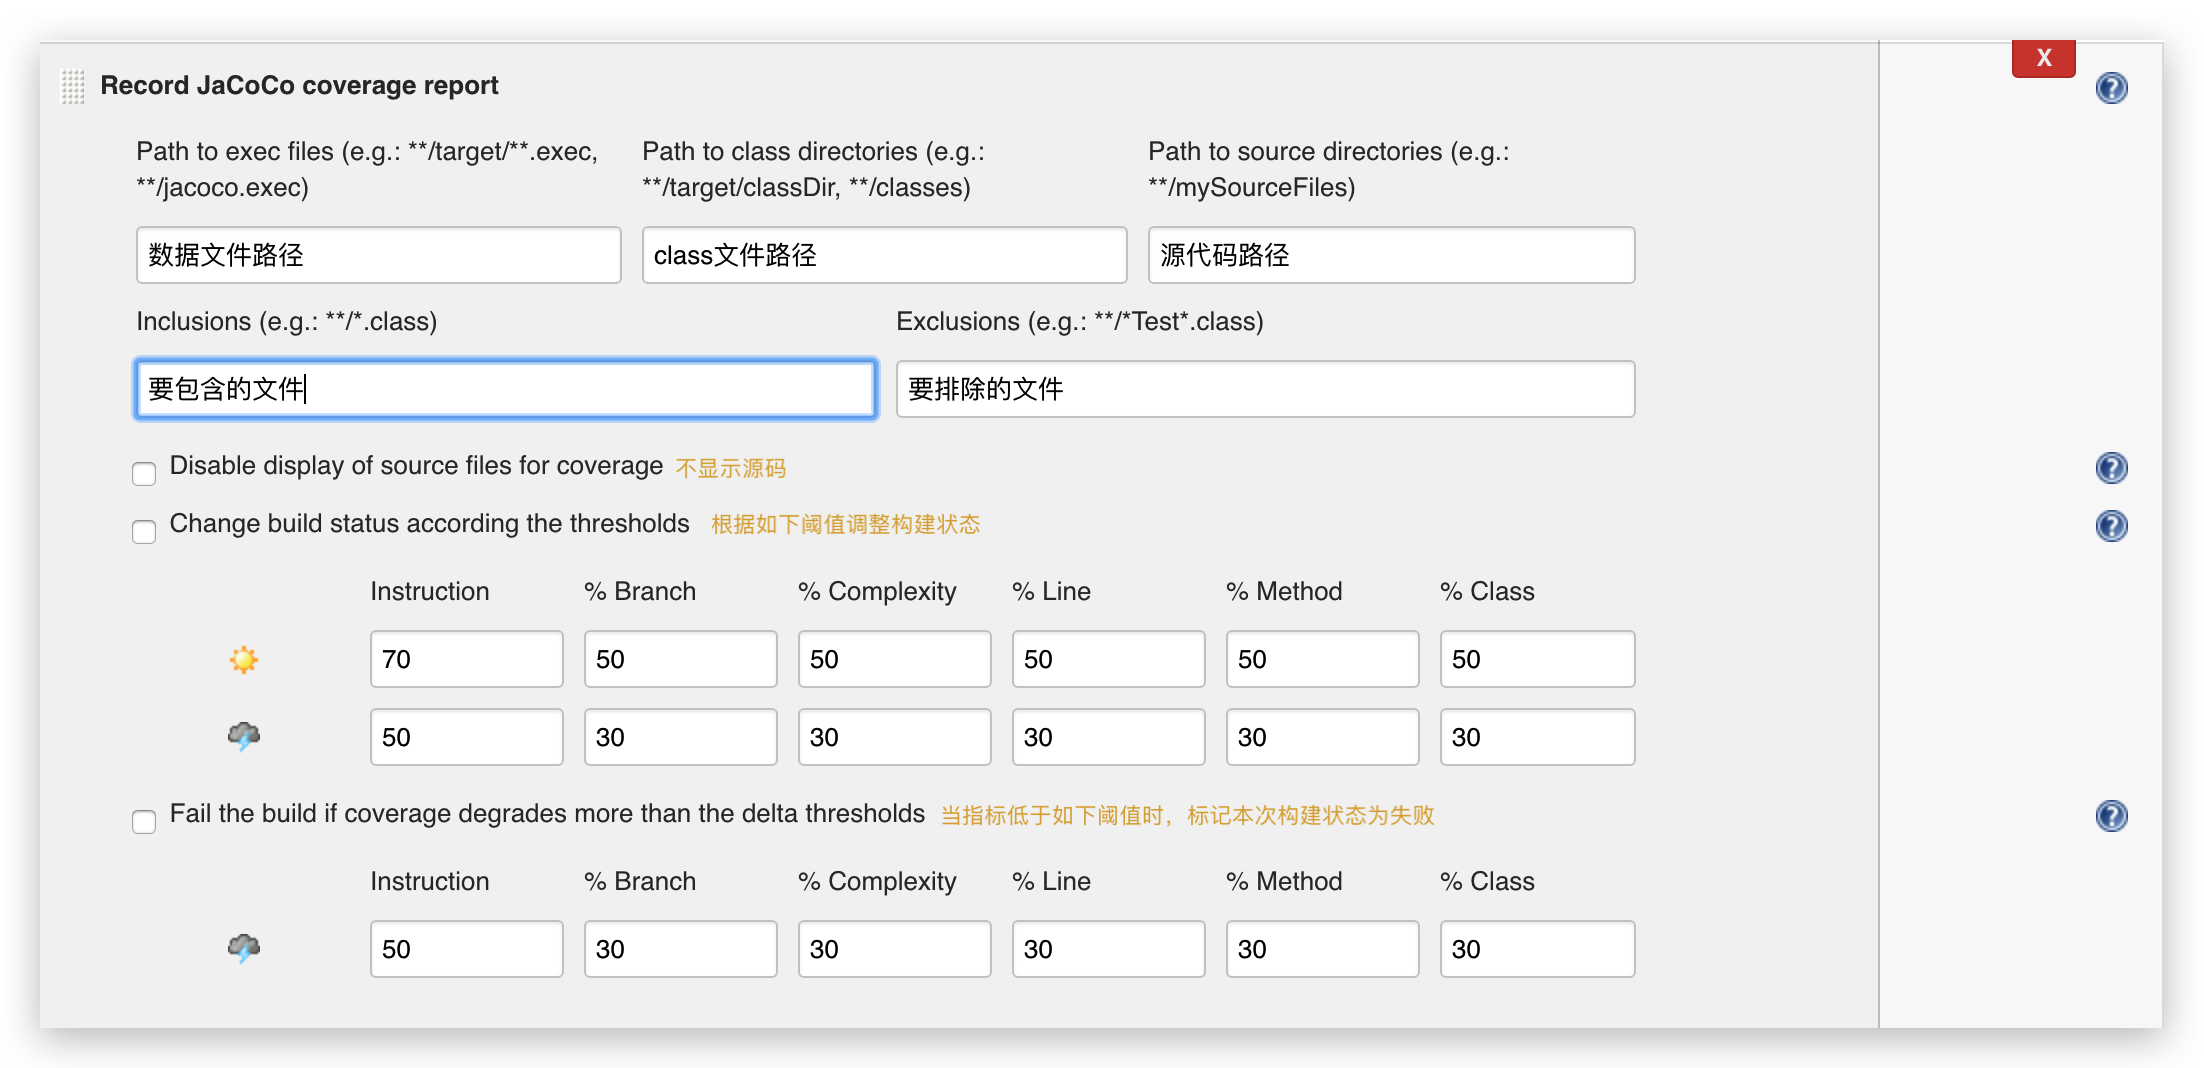 X
Record JaCoCo coverage report
Path to exec files (e.g.: **/target/**.exec,
**/jacoco.exec)
Path to class directories (e.g.:
**/target/classDir, **/classes)
Path to source directories (e.g.:
**/mySourceFiles)
数据文件路径
class文件路径
源代码路径
Inclusions (e.g.: **/*.class)
Exclusions (e.g.: **/*Test*.class)
要包含的文件
要排除的文件
Disable display of source files for coverage 不显示源码
Change build status according the thresholds 根据如下阈值调整构建状态
Instruction % Branch % Complexity % Line % Method % Class
70 50 50 50 50 50
50 30 30 30 30 30
Fail the build if coverage degrades more than the delta thresholds 当指标低于如下阈值时，标记本次构建状态为失败
Instruction % Branch % Complexity % Line % Method % Class
50 30 30 30 30 30